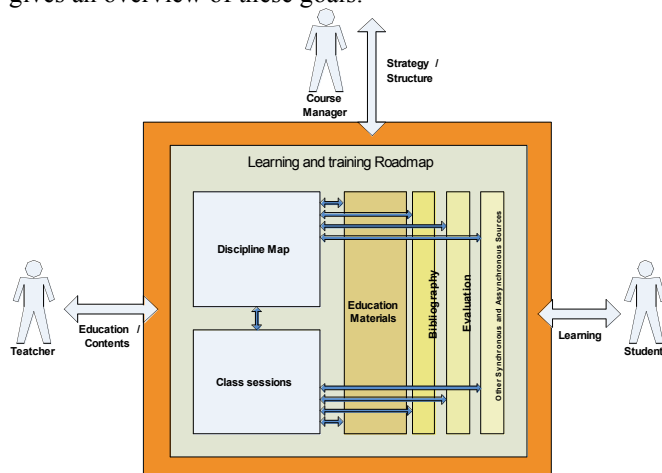 gives an overview of these goals.
Strategy /
Structure
Course
Manager
Learning and training Roadmap
Discipline Map
Education
Materials
Bibliography
Evaluation
Other Synchronous and Assynchronous Sources
Class sessions
Teatcher
Education /
Contents
Learning
Student